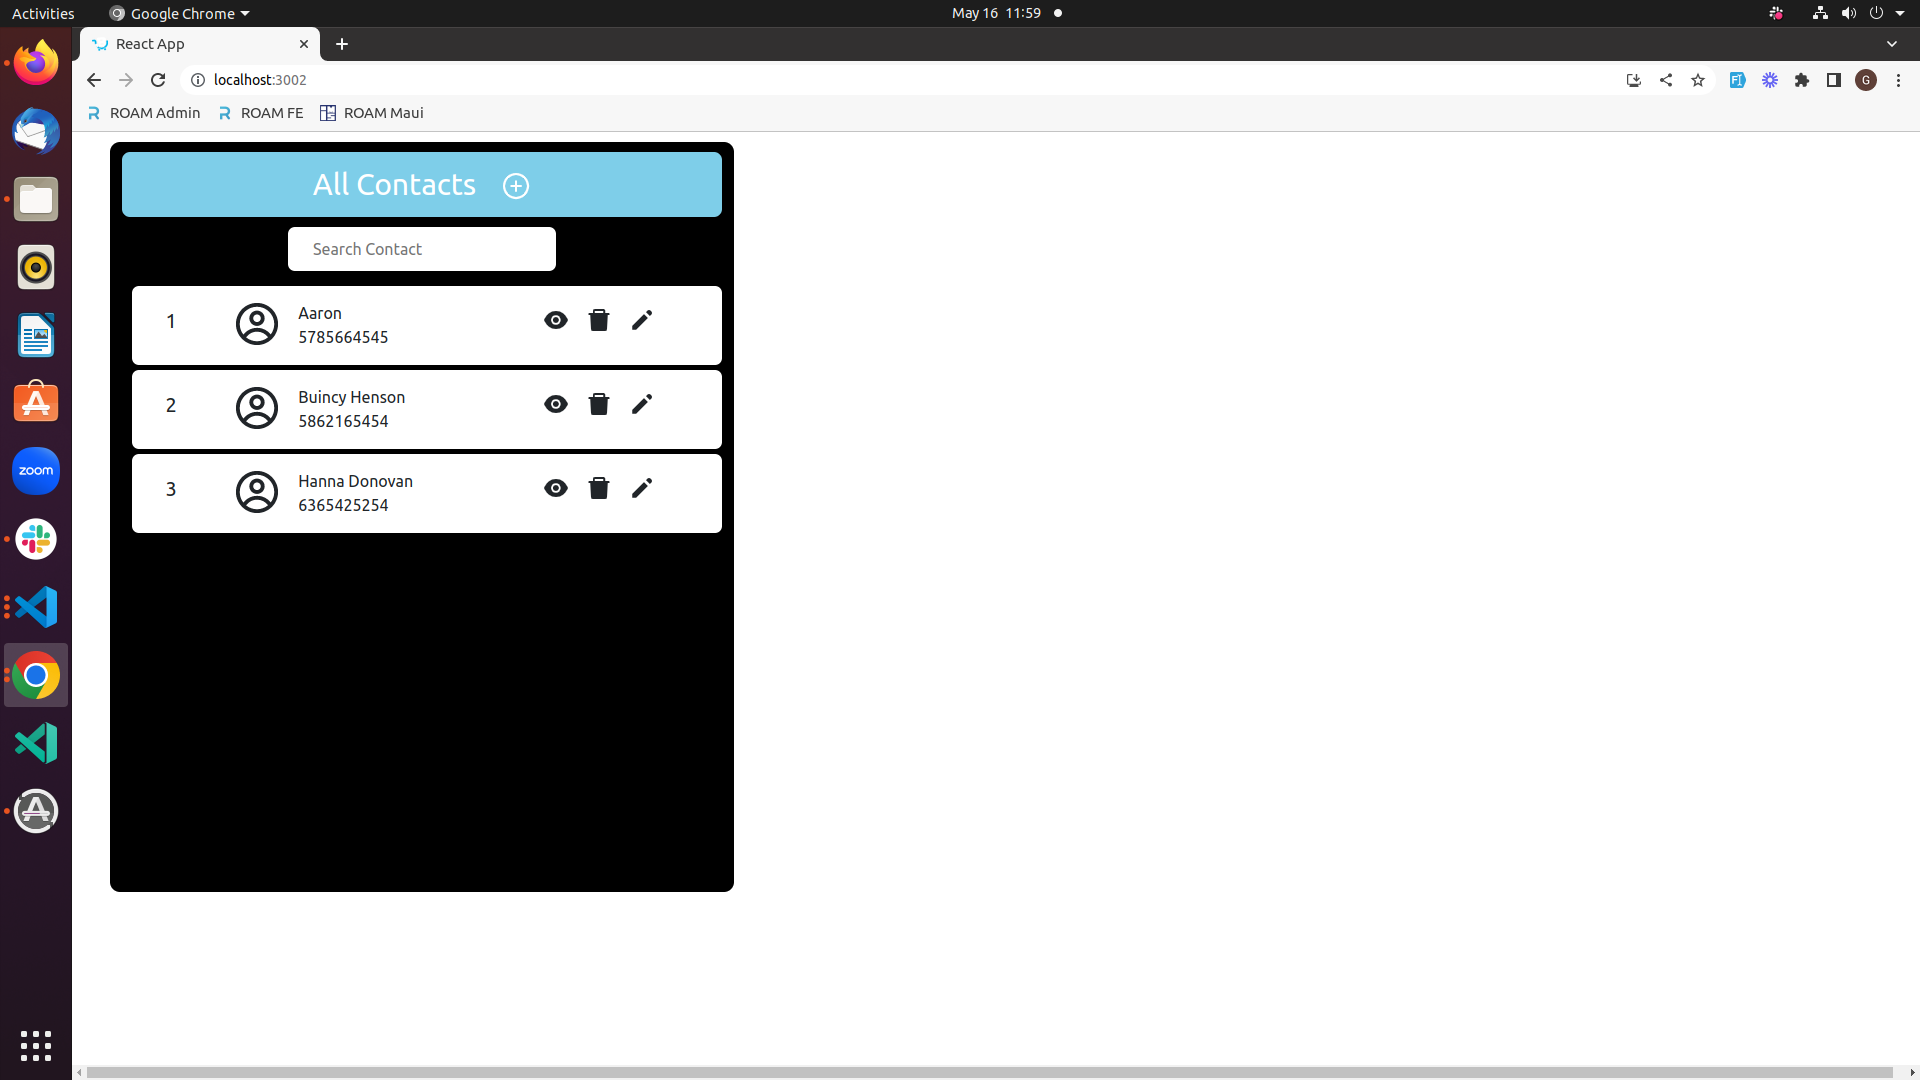 Activities
Google Chrome
May 16 11:59
React App
localhost:3002
G
ROAM Admin
ROAM FE
ROAM Maui
All Contacts
Search Contact
1
Aaron
5785664545
2
Buincy Henson
5862165454
3
Hanna Donovan
6365425254
zoom